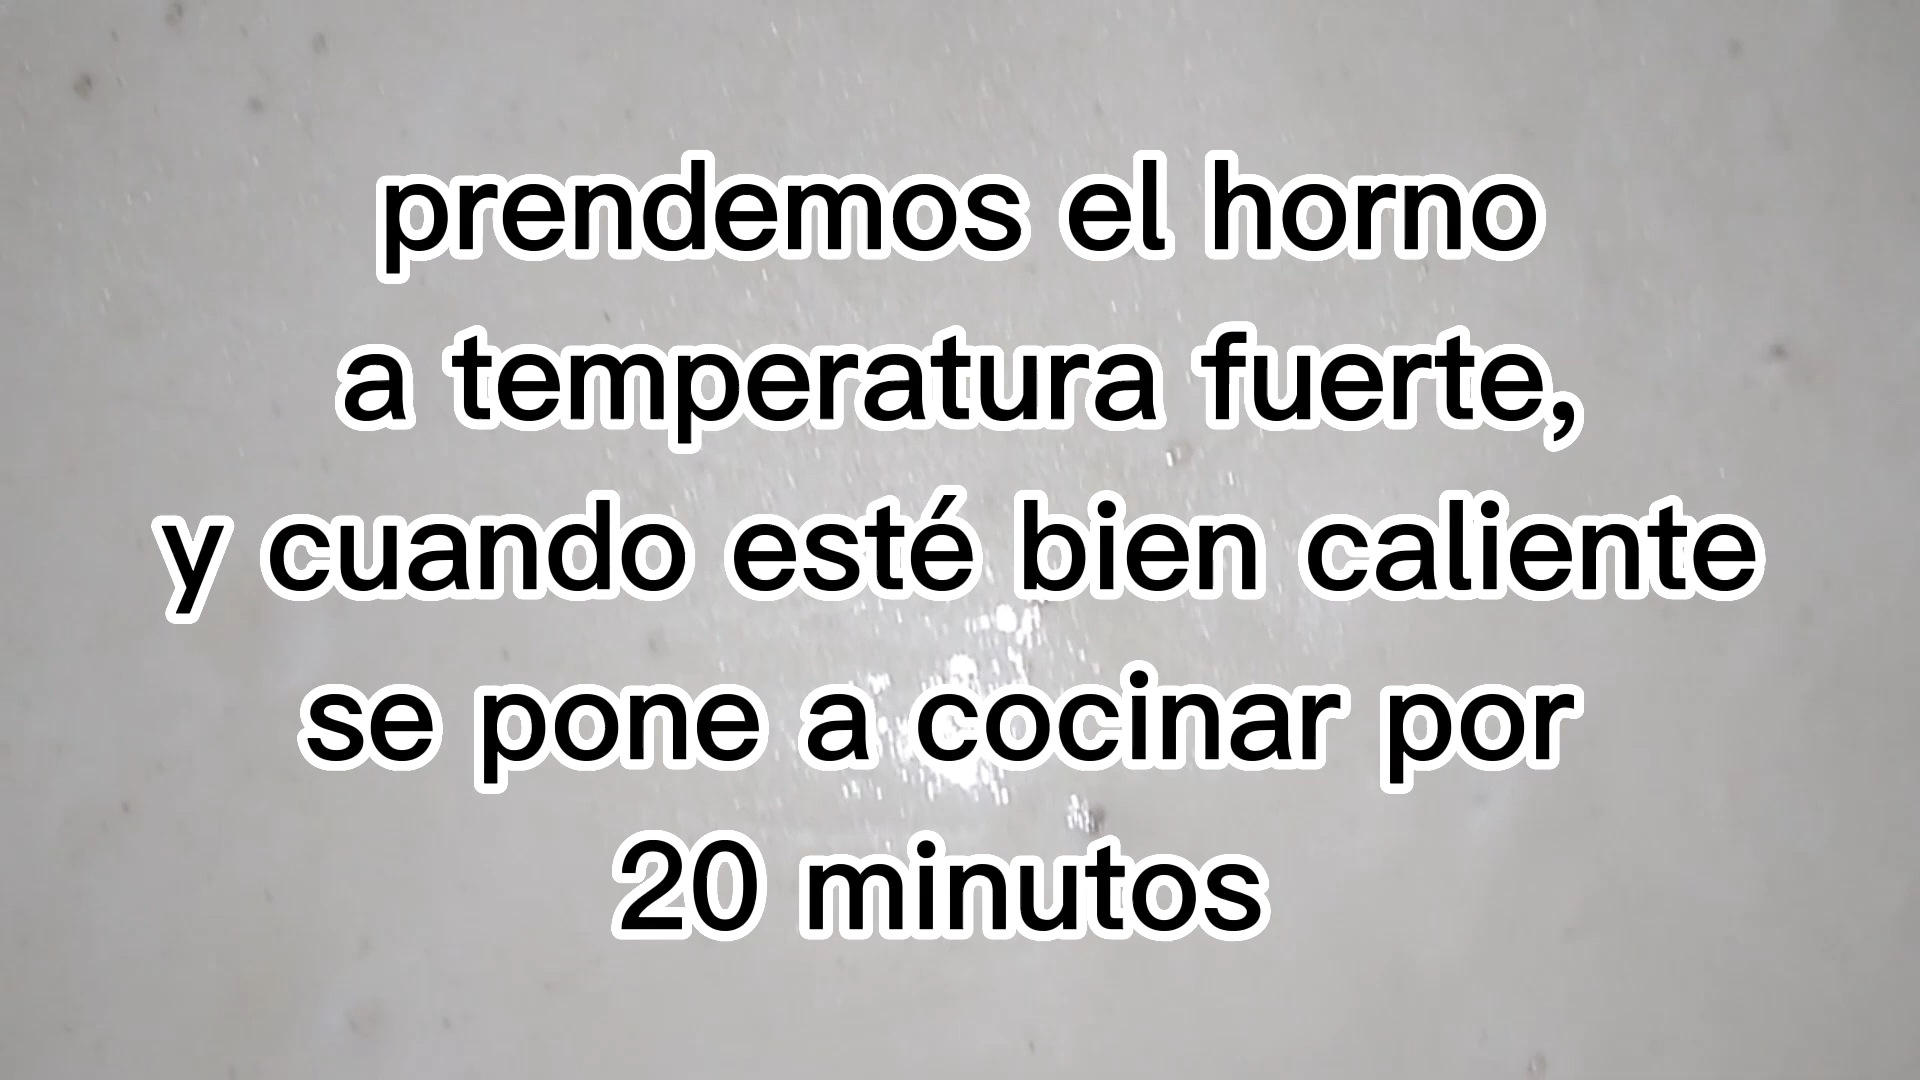 prendemos el horno
a temperatura fuerte,
y cuando esté bien caliente
se pone a cocinar por
20 minutos